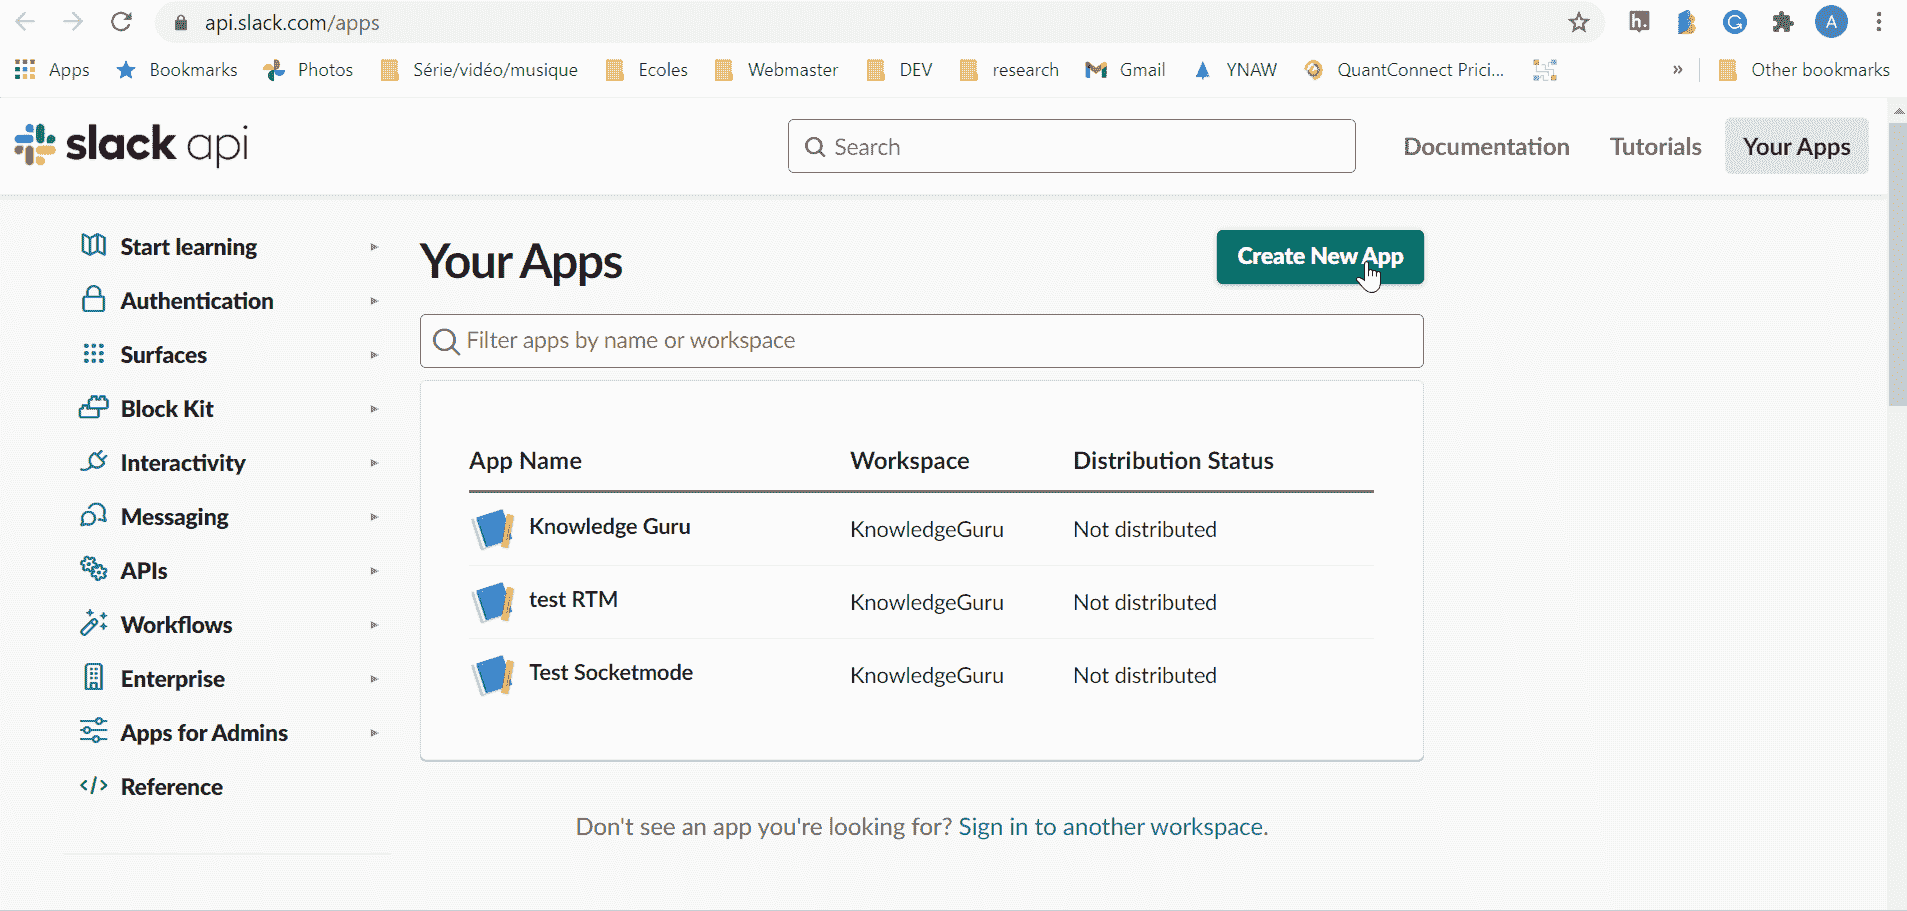 api.slack.com/apps
h.
G
A
Apps
Bookmarks
Photos
Série/vidéo/musique
Ecoles
Webmaster
DEV
research
Gmail
YNAW
QuantConnect Prici...
»
Other bookmarks
slack api
Search
Documentation
Tutorials
Your Apps
Start learning
Authentication
Surfaces
Block Kit
Interactivity
Messaging
APIs
Workflows
Enterprise
Apps for Admins
</> Reference
Your Apps
Create New App
Filter apps by name or workspace
App Name Workspace Distribution Status
Knowledge Guru KnowledgeGuru Not distributed
test RTM KnowledgeGuru Not distributed
Test Socketmode KnowledgeGuru Not distributed
Don't see an app you're looking for? Sign in to another workspace.